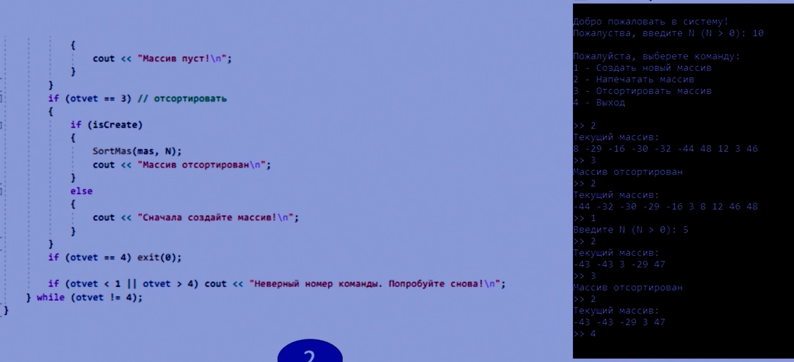 {
cout << "Массив пуст!\n";
}
}
if (otvet == 3) // отсортировать
{
if (isCreate)
{
SortMas(mas, N);
cout << "Массив отсортирован\n";
}
else
{
cout << "Сначала создайте массив!\n";
}
}
if (otvet == 4) exit(0);
if (otvet < 1 || otvet > 4) cout << "Неверный номер команды. Попробуйте снова!\n";
} while (otvet != 4);
}
2
Добро пожаловать в систему!
Пожалуства, введите N (N > 0): 10
Пожалуйста, выберете команду:
1 - Создать новый массив
2 - Напечатать массив
3 - Отсортировать массив
4 - Выход
>> 2
Текущий массив:
8 -29 -16 -30 -32 -44 48 12 3 46
>> 3
Массив отсортирован
>> 2
Текущий массив:
-44 -32 -30 -29 -16 3 8 12 46 48
>> 1
Введите N (N > 0): 5
>> 2
Текущий массив:
-43 -43 3 -29 47
>> 3
Массив отсортирован
>> 2
Текущий массив:
-43 -43 -29 3 47
>> 4